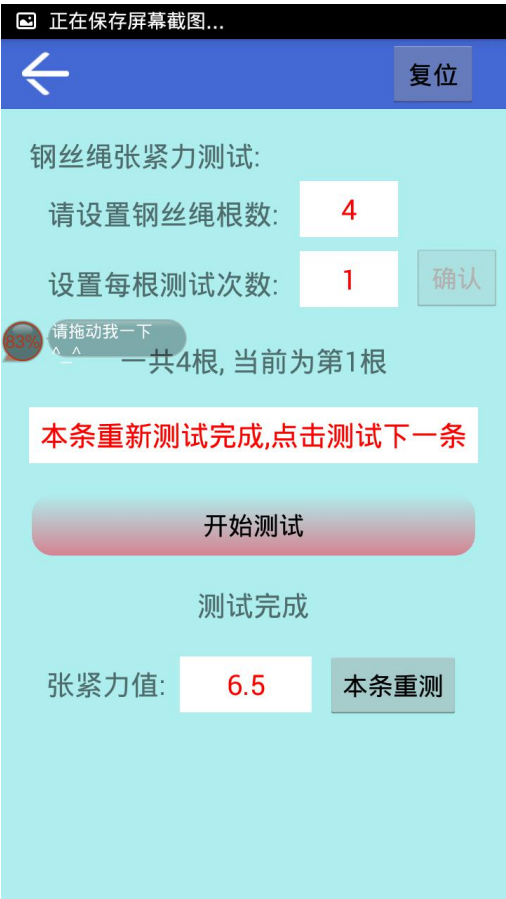 正在保存屏幕截图...
复位
钢丝绳张紧力测试:
请设置钢丝绳根数: 4
设置每根测试次数: 1 确认
83% 请拖动我一下
^_^
一共4根, 当前为第1根
本条重新测试完成,点击测试下一条
开始测试
测试完成
张紧力值: 6.5 本条重测